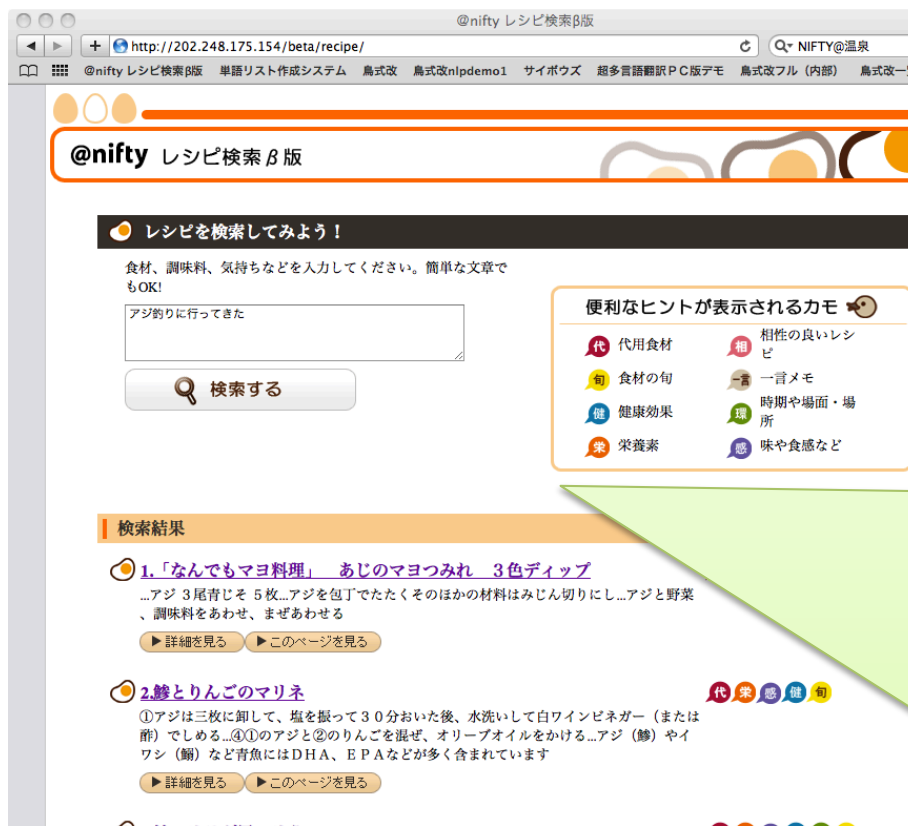 @nifty レシピ検索β版
http://202.248.175.154/beta/recipe/
NIFTY@温泉
@nifty レシピ検索β版 単語リスト作成システム 鳥式改 鳥式改nlpdemo1 サイボウズ 超多言語翻訳PC版デモ 鳥式改フル（内部） 鳥式改一
@nifty レシピ検索β版
レシピを検索してみよう！
食材、調味料、気持ちなどを入力してください。簡単な文章で
もOK!
アジ釣りに行ってきた
検索する
便利なヒントが表示されるカモ
代 代用食材
相 相性の良いレシ
ピ
旬 食材の旬
一言 一言メモ
健 健康効果
環 時期や場面・場
所
栄 栄養素
感 味や食感など
検索結果
1.「なんでもマヨ料理」 あじのマヨつみれ ３色ディップ
...アジ ３尾青じそ ５枚...アジを包丁でたたくそのほかの材料はみじん切りにし...アジと野菜
、調味料をあわせ、まぜあわせる
▶詳細を見る ▶このページを見る
2.鯵とりんごのマリネ
代 栄 感 健 旬
①アジは三枚に卸して、塩を振って３０分おいた後、水洗いして白ワインビネガー（または
酢）でしめる...④①のアジと②のりんごを混ぜ、オリーブオイルをかける...アジ（鯵）やイ
ワシ（鰯）など青魚にはＤＨＡ、ＥＰＡなどが多く含まれています
▶詳細を見る ▶このページを見る